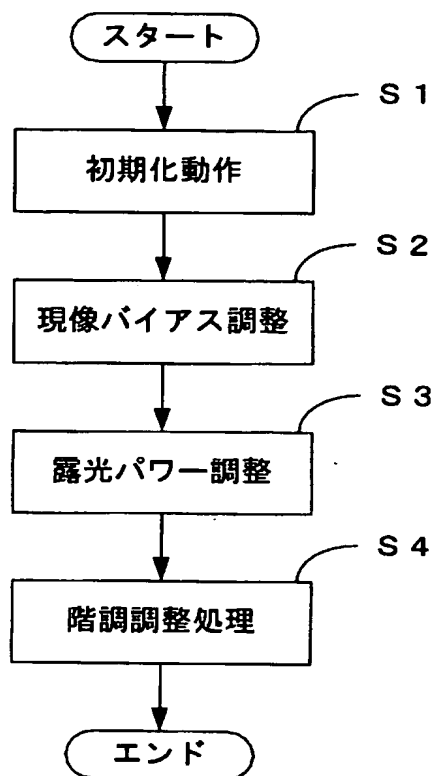 スタート
S1
初期化動作
S2
現像バイアス調整
S3
露光パワー調整
S4
階調調整処理
エンド